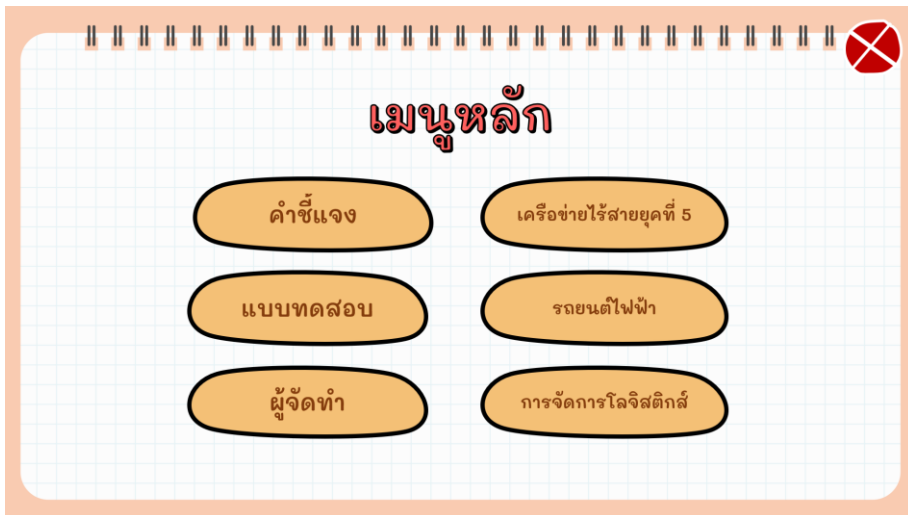 เมนูหลัก
คำชี้แจง
เครือข่ายไร้สายยุคที่ 5
แบบทดสอบ
รถยนต์ไฟฟ้า
ผู้จัดทำ
การจัดการโลจิสติกส์